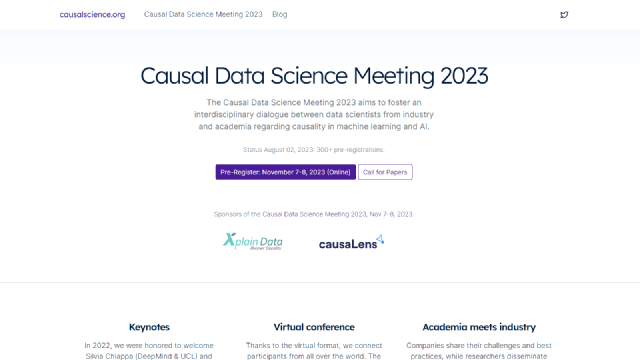 causalscience.org
Causal Data Science Meeting 2023
Blog
Causal Data Science Meeting 2023
The Causal Data Science Meeting 2023 aims to foster an
interdisciplinary dialogue between data scientists from industry
and academia regarding causality in machine learning and AI.
Status August 02, 2023: 300+ pre-registrations.
Pre-Register: November 7-8, 2023 (Online)
Call for Papers
Sponsors of the Causal Data Science Meeting 2023, Nov 7-8, 2023.
Xplain Data
Discover Causality
causaLens
Keynotes
In 2022, we were honored to welcome
Silvia Chiappa (DeepMind & UCL) and
Virtual conference
Thanks to the virtual format, we connect
participants from all over the world. The
Academia meets industry
Companies share their challenges and best
practices, while researchers disseminate